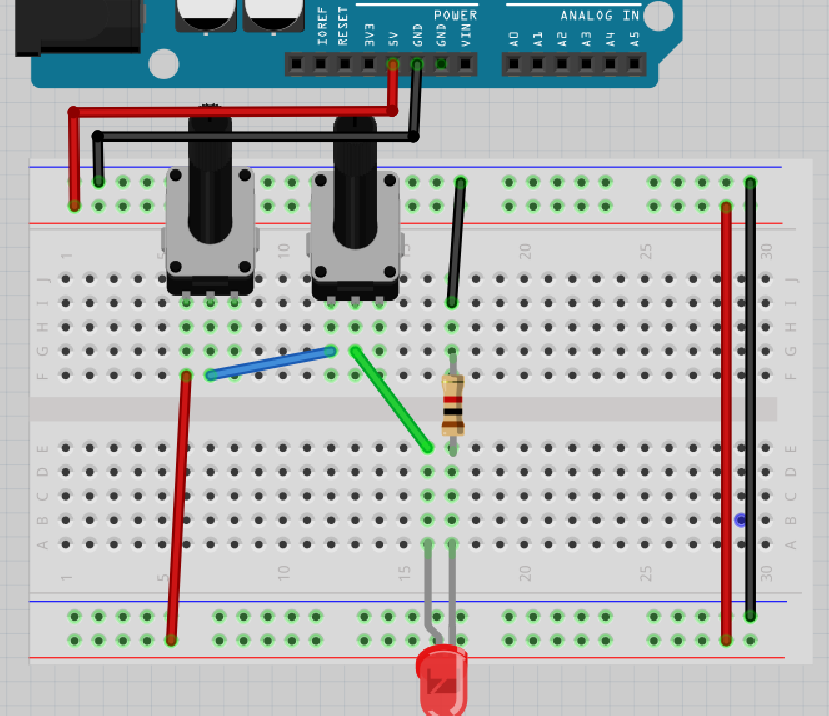 POWER ANALOG IN
IOREF RESET 3V3 5V GND GND VIN A0 A1 A2 A3 A4 A5
1 5 10 15 20 25 30
J J
I I
H H
G G
F F
E E
D D
C C
B B
A A
1 5 10 15 20 25 30